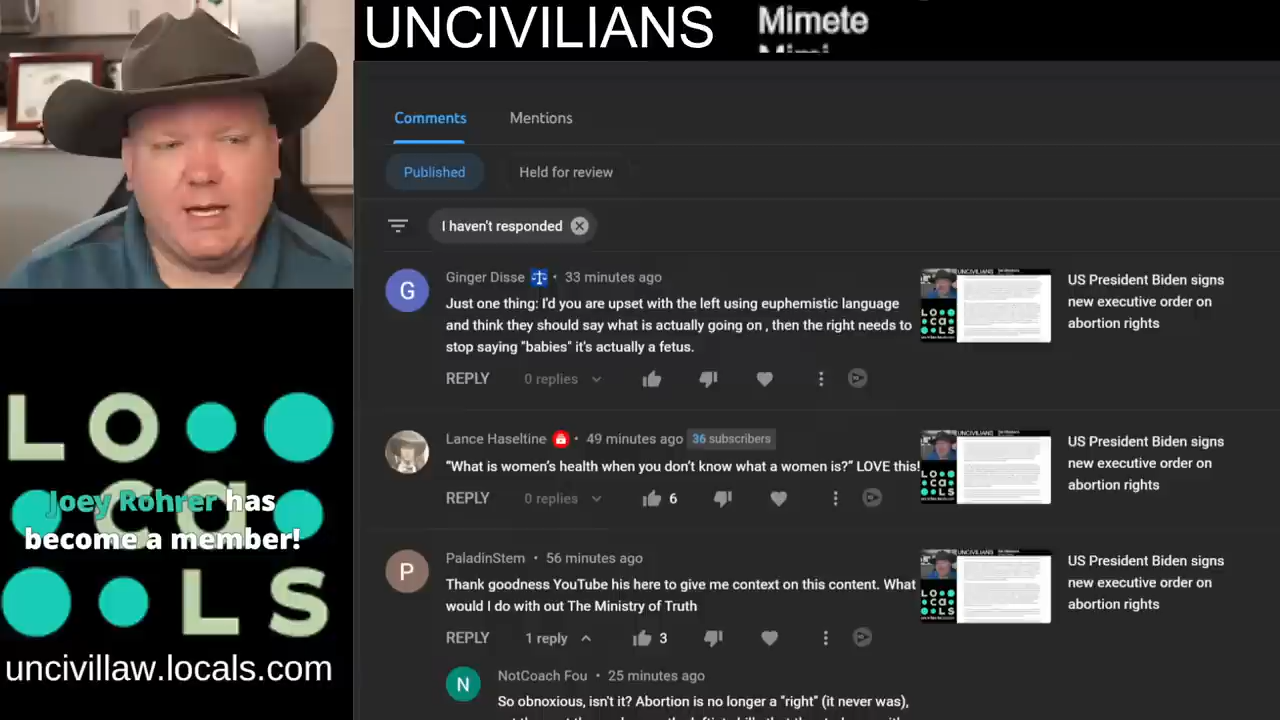 UNCIVILIANS
Mimete
Comments
Mentions
Published
Held for review
I haven't responded
G
Ginger Disse • 33 minutes ago
Just one thing: I'd you are upset with the left using euphemistic language
and think they should say what is actually going on , then the right needs to
stop saying "babies" it's actually a fetus.
REPLY 0 replies
US President Biden signs
new executive order on
abortion rights
Lance Haseltine • 49 minutes ago 36 subscribers
“What is women’s health when you don’t know what a women is?” LOVE this!
REPLY 0 replies 6
US President Biden signs
new executive order on
abortion rights
P
PaladinStem • 56 minutes ago
Thank goodness YouTube his here to give me context on this content. What
would I do with out The Ministry of Truth
REPLY 1 reply 3
US President Biden signs
new executive order on
abortion rights
N
NotCoach Fou • 25 minutes ago
So obnoxious, isn't it? Abortion is no longer a "right" (it never was),
LO
ca
LS
Joey Rohrer has
become a member!
uncivillaw.locals.com